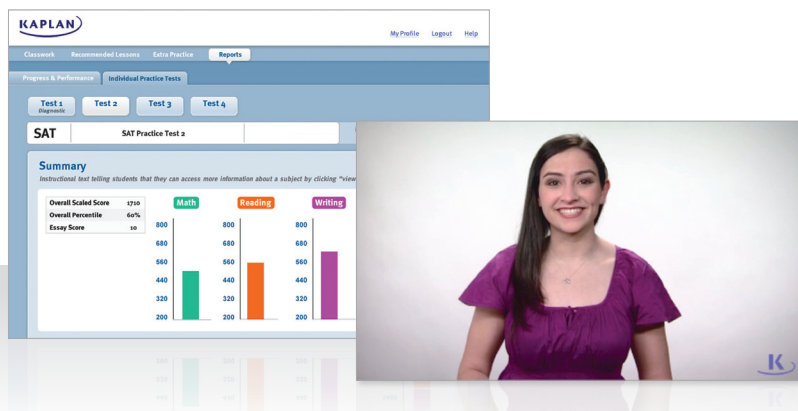 KAPLAN
My Profile Logout Help
Classwork Recommended Lessons Extra Practice Reports
Progress & Performance Individual Practice Tests
Test 1 Test 2 Test 3 Test 4
Diagnostic
SAT SAT Practice Test 2
Summary
Instructional test telling students that they can access more information about a subject by clicking "view
Overall Scaled Score 1710
Overall Percentile 60%
Essay Score 10
Math Reading Writing
800 800 800
680 680 680
560 560 560
440 440 440
320 320 320
200 200 200
K